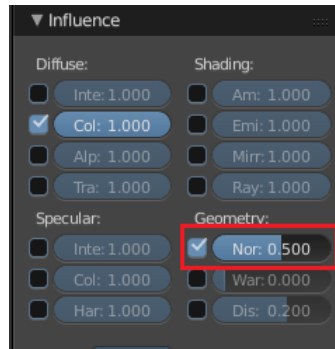 Influence
Diffuse: Shading:
Inte: 1.000 Am: 1.000
Col: 1.000 Emi: 1.000
Alp: 1.000 Mirr: 1.000
Tra: 1.000 Ray: 1.000
Specular: Geometry:
Inte: 1.000 Nor: 0.500
Col: 1.000 War: 0.000
Har: 1.000 Dis: 0.200